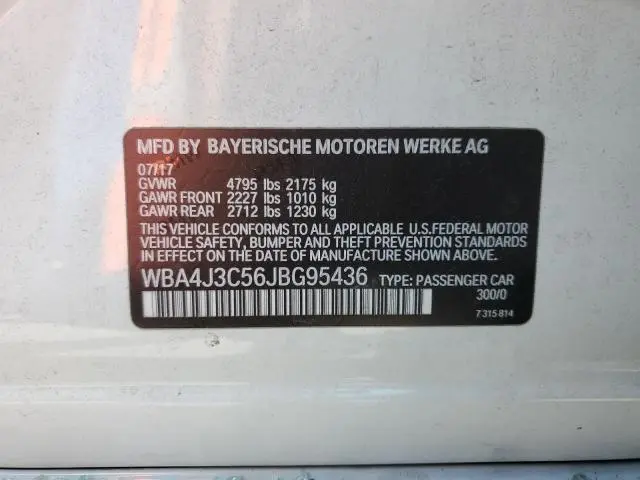 MFD BY BAYERISCHE MOTOREN WERKE AG
07/17
GVWR 4795 lbs 2175 kg
GAWR FRONT 2227 lbs 1010 kg
GAWR REAR 2712 lbs 1230 kg
THIS VEHICLE CONFORMS TO ALL APPLICABLE U.S.FEDERAL MOTOR
VEHICLE SAFETY, BUMPER AND THEFT PREVENTION STANDARDS
IN EFFECT ON THE DATE OF MANUFACTURE SHOWN ABOVE.
WBA4J3C56JBG95436 TYPE: PASSENGER CAR
300/0
7 315 814